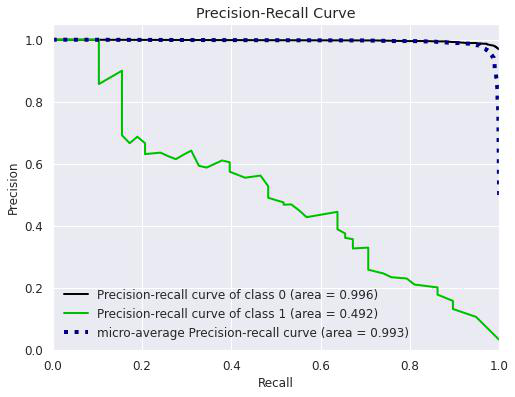 Precision-Recall Curve
1.0
0.8
0.6
0.4
0.2
0.0
Precision
Precision-recall curve of class 0 (area = 0.996)
Precision-recall curve of class 1 (area = 0.492)
micro-average Precision-recall curve (area = 0.993)
0.0 0.2 0.4 0.6 0.8 1.0
Recall